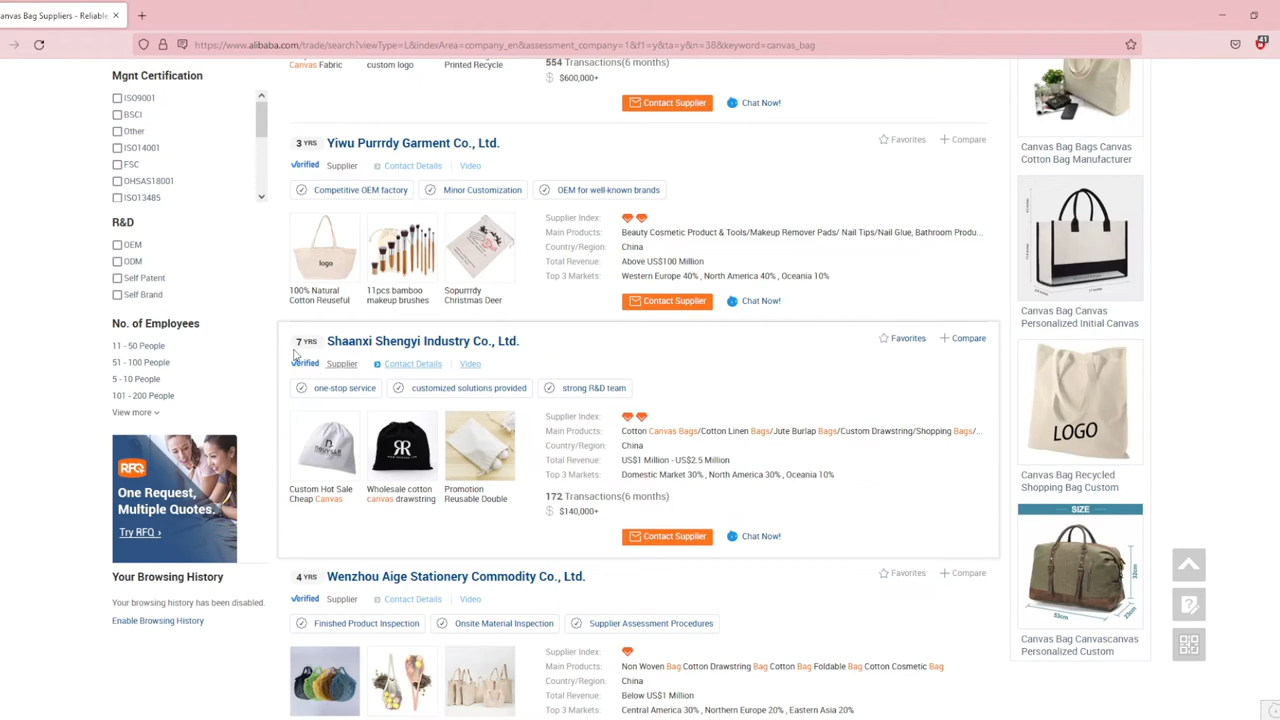 anvas Bag Suppliers - Reliable
https://www.alibaba.com/trade/search?viewType=L&indexArea=company_en&assessment_company=1&f1=y&ta=y&n=38&keyword=canvas_bag
41
Mgnt Certification
ISO9001
BSCI
Other
ISO14001
FSC
OHSAS18001
ISO13485
R&D
OEM
ODM
Self Patent
Self Brand
No. of Employees
11 - 50 People
51 - 100 People
5 - 10 People
101 - 200 People
View more
RFQ
One Request,
Multiple Quotes.
Try RFQ >
Your Browsing History
Your browsing history has been disabled.
Enable Browsing History
Canvas Fabric
custom logo
Printed Recycle
554 Transactions(6 months)
$600,000+
Contact Supplier
Chat Now!
3 YRS
Yiwu Purrrdy Garment Co., Ltd.
Favorites
Compare
Verified Supplier
Contact Details
Video
Competitive OEM factory
Minor Customization
OEM for well-known brands
logo
100% Natural
Cotton Reuseful
11pcs bamboo
makeup brushes
Sopurrrdy
Christmas Deer
Supplier Index:
Main Products: Beauty Cosmetic Product & Tools/Makeup Remover Pads/ Nail Tips/Nail Glue, Bathroom Produ...
Country/Region: China
Total Revenue: Above US$100 Million
Top 3 Markets: Western Europe 40% , North America 40% , Oceania 10%
Contact Supplier
Chat Now!
7 YRS
Shaanxi Shengyi Industry Co., Ltd.
Favorites
Compare
Verified Supplier
Contact Details
Video
one-stop service
customized solutions provided
strong R&D team
RR
Custom Hot Sale
Cheap Canvas
Wholesale cotton
canvas drawstring
Promotion
Reusable Double
Supplier Index:
Main Products: Cotton Canvas Bags/Cotton Linen Bags/Jute Burlap Bags/Custom Drawstring/Shopping Bags/...
Country/Region: China
Total Revenue: US$1 Million - US$2.5 Million
Top 3 Markets: Domestic Market 30% , North America 30% , Oceania 10%
172 Transactions(6 months)
$140,000+
Contact Supplier
Chat Now!
4 YRS
Wenzhou Aige Stationery Commodity Co., Ltd.
Favorites
Compare
Verified Supplier
Contact Details
Video
Finished Product Inspection
Onsite Material Inspection
Supplier Assessment Procedures
Supplier Index:
Main Products: Non Woven Bag Cotton Drawstring Bag Cotton Bag Foldable Bag Cotton Cosmetic Bag
Country/Region: China
Total Revenue: Below US$1 Million
Top 3 Markets: Central America 30% , Northern Europe 20% , Eastern Asia 20%
Canvas Bag Bags Canvas
Cotton Bag Manufacturer
Canvas Bag Canvas
Personalized Initial Canvas
LOGO
Canvas Bag Recycled
Shopping Bag Custom
SIZE
Canvas Bag Canvascanvas
Personalized Custom